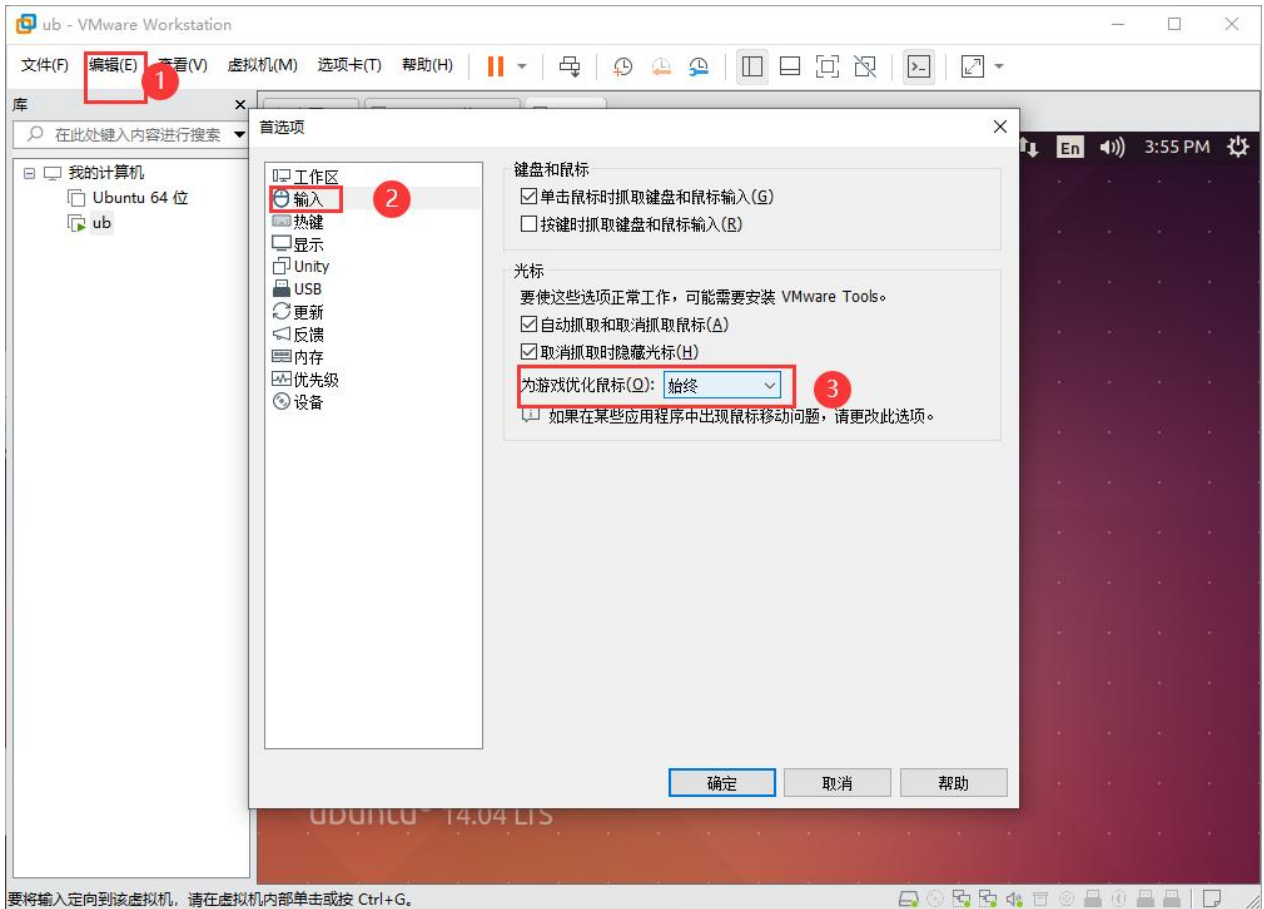 ub - VMware Workstation
文件(F) 编辑(E) 查看(V) 虚拟机(M) 选项卡(T) 帮助(H)
1
库
在此处键入内容进行搜索
我的计算机
Ubuntu 64 位
ub
首选项
工作区
输入
2
热键
显示
Unity
USB
更新
反馈
内存
优先级
设备
键盘和鼠标
单击鼠标时抓取键盘和鼠标输入(G)
按键时抓取键盘和鼠标输入(R)
光标
要使这些选项正常工作，可能需要安装 VMware Tools。
自动抓取和取消抓取鼠标(A)
取消抓取时隐藏光标(H)
为游戏优化鼠标(O): 始终
3
如果在某些应用程序中出现鼠标移动问题，请更改此选项。
确定 取消 帮助
En 3:55 PM
ubuntu 14.04 LTS
要将输入定向到该虚拟机，请在虚拟机内部单击或按 Ctrl+G。